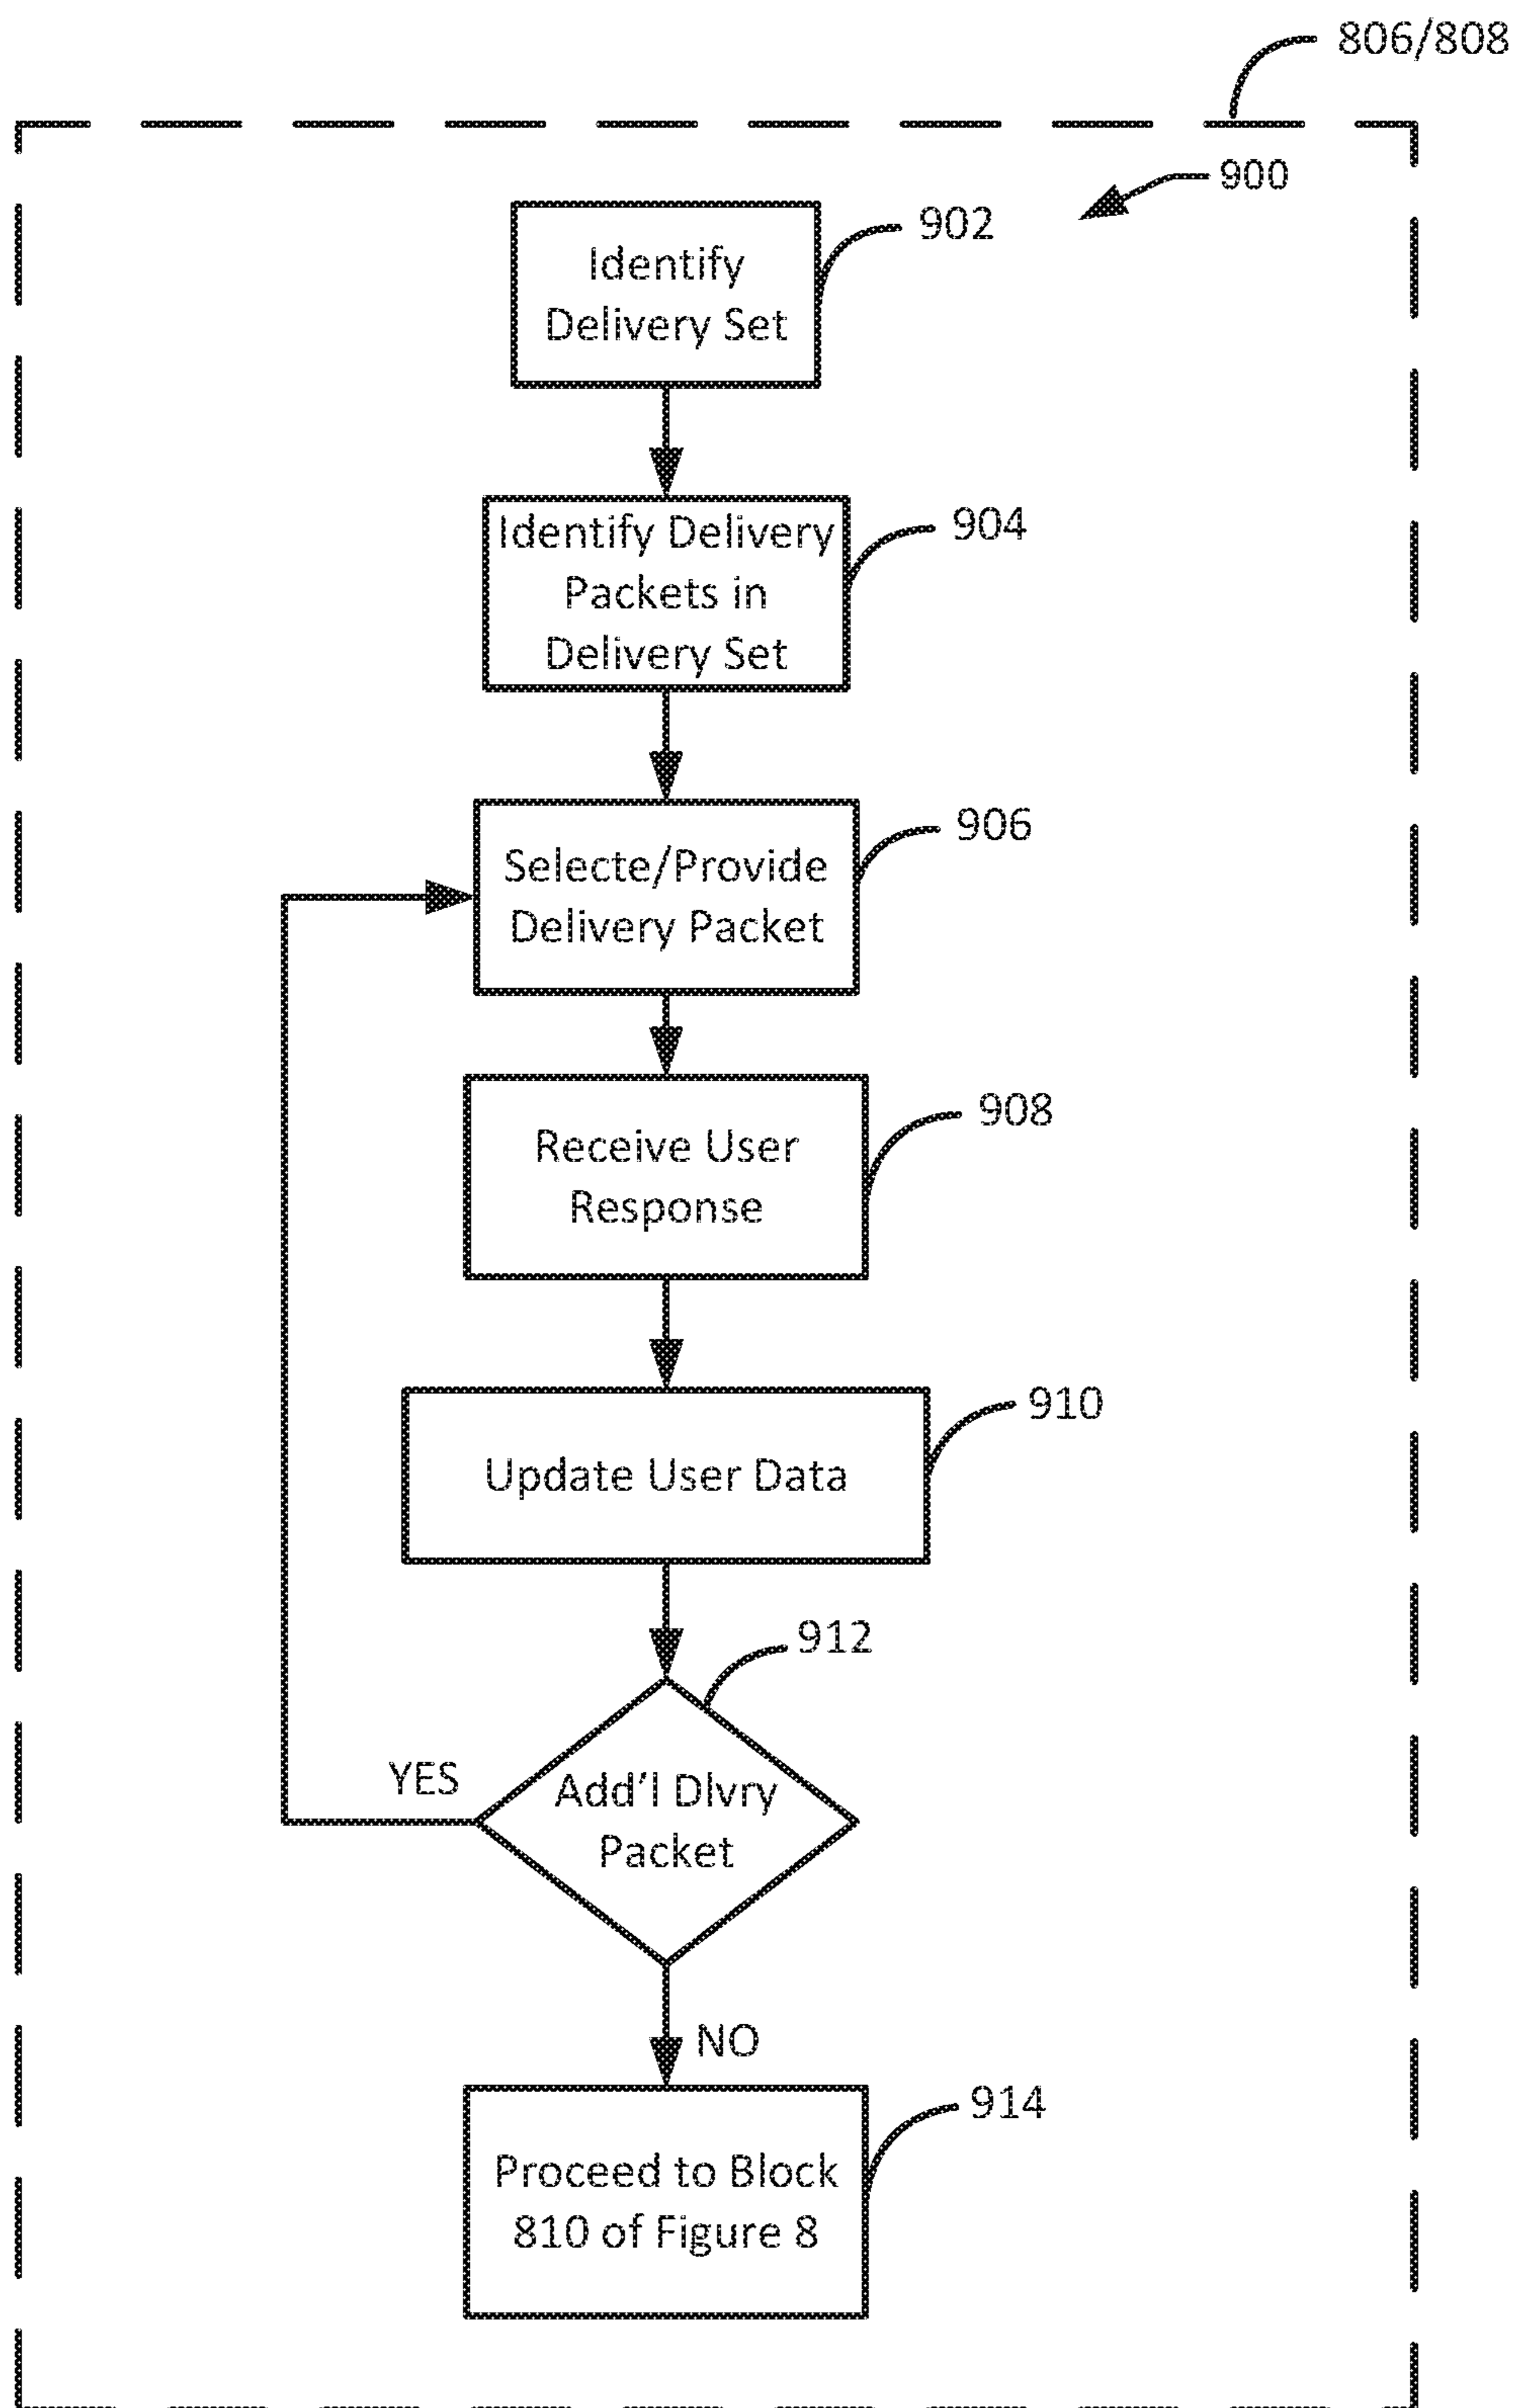 806/808
900
902
Identify
Delivery Set
904
Identify Delivery
Packets in
Delivery Set
906
Selecte/Provide
Delivery Packet
908
Receive User
Response
910
Update User Data
912
YES
Add'l Dlvry
Packet
NO
914
Proceed to Block
810 of Figure 8